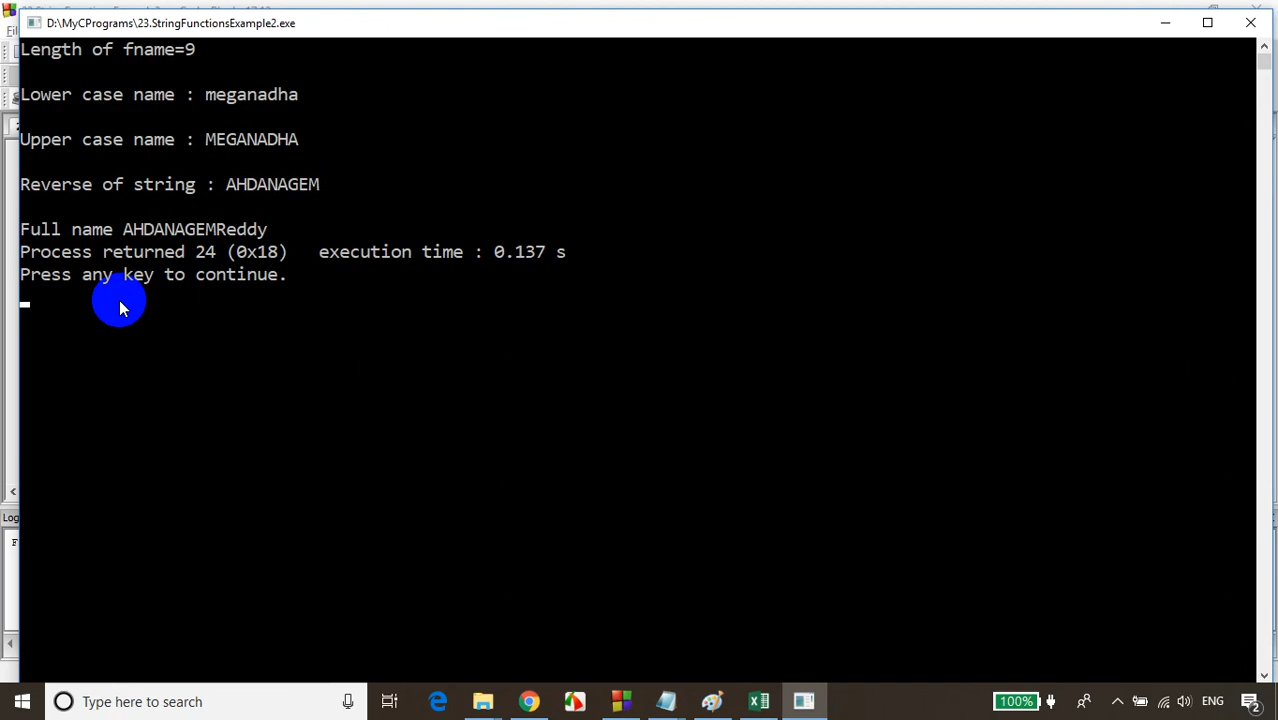 D:\MyCPrograms\23.StringFunctionsExample2.exe
Length of fname=9
Lower case name : meganadha
Upper case name : MEGANADHA
Reverse of string : AHDANAGEM
Full name AHDANAGEMReddy
Process returned 24 (0x18)   execution time : 0.137 s
Press any key to continue.
Log
Type here to search
100%
ENG
2